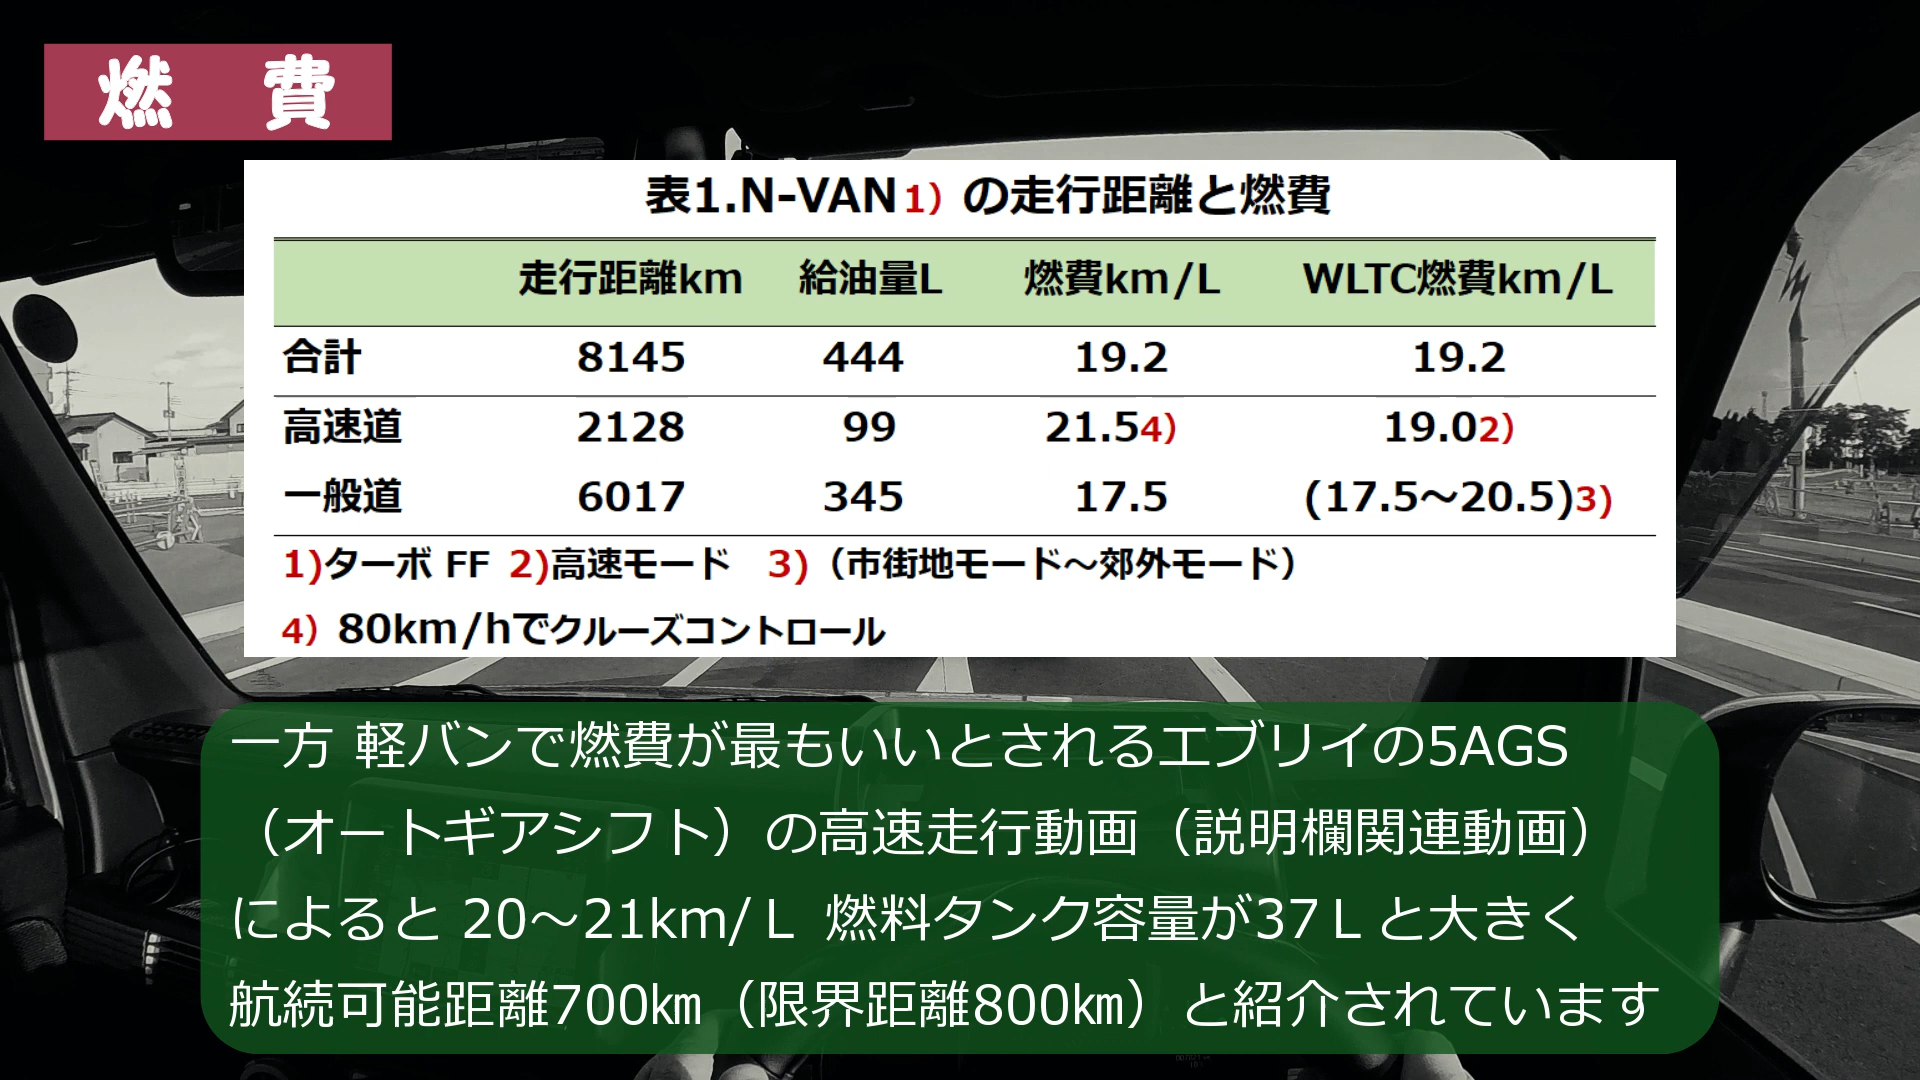 燃　費
表1.N-VAN1）の走行距離と燃費
走行距離km 給油量L 燃費km/L WLTC燃費km/L
合計 8145 444 19.2 19.2
高速道 2128 99 21.54） 19.02）
一般道 6017 345 17.5 (17.5～20.5)3)
1)ターボ FF 2)高速モード 3)（市街地モード～郊外モード）
4）80km/hでクルーズコントロール
一方 軽バンで燃費が最もいいとされるエブリイの5AGS
（オートギアシフト）の高速走行動画（説明欄関連動画）
によると 20～21km/Ｌ 燃料タンク容量が37Ｌと大きく
航続可能距離700㎞（限界距離800㎞）と紹介されています